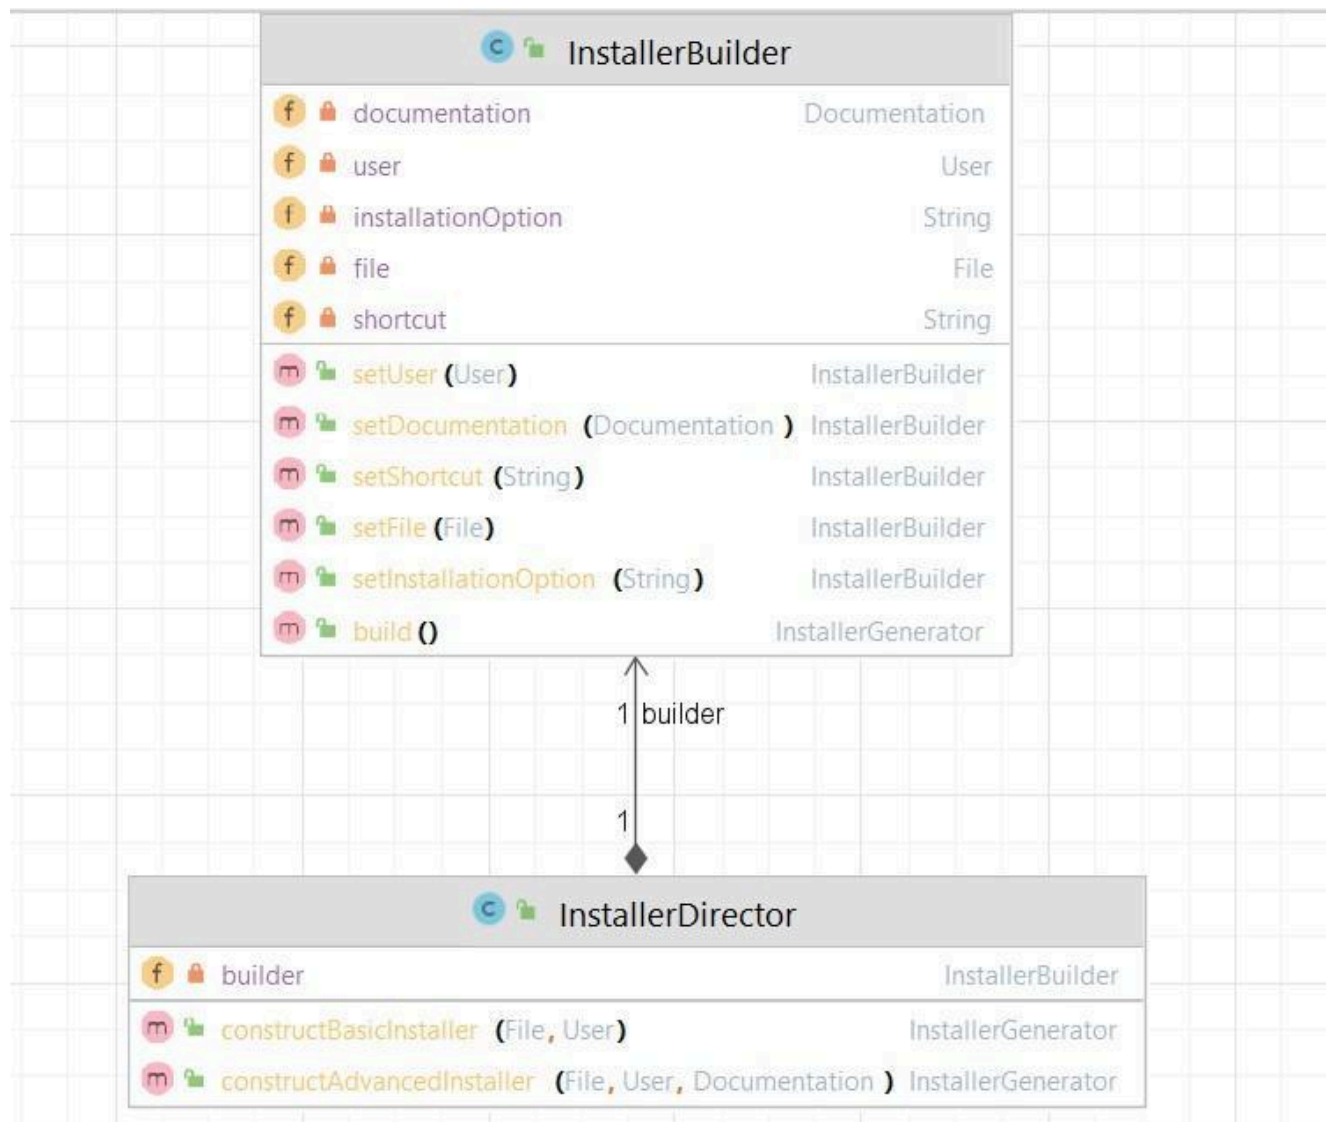 C InstallerBuilder
f documentation Documentation
f user User
f installationOption String
f file File
f shortcut String
m setUser (User) InstallerBuilder
m setDocumentation (Documentation ) InstallerBuilder
m setShortcut (String) InstallerBuilder
m setFile (File) InstallerBuilder
m setInstallationOption (String) InstallerBuilder
m build () InstallerGenerator
1 builder
1
C InstallerDirector
f builder InstallerBuilder
m constructBasicInstaller (File, User) InstallerGenerator
m constructAdvancedInstaller (File, User, Documentation ) InstallerGenerator